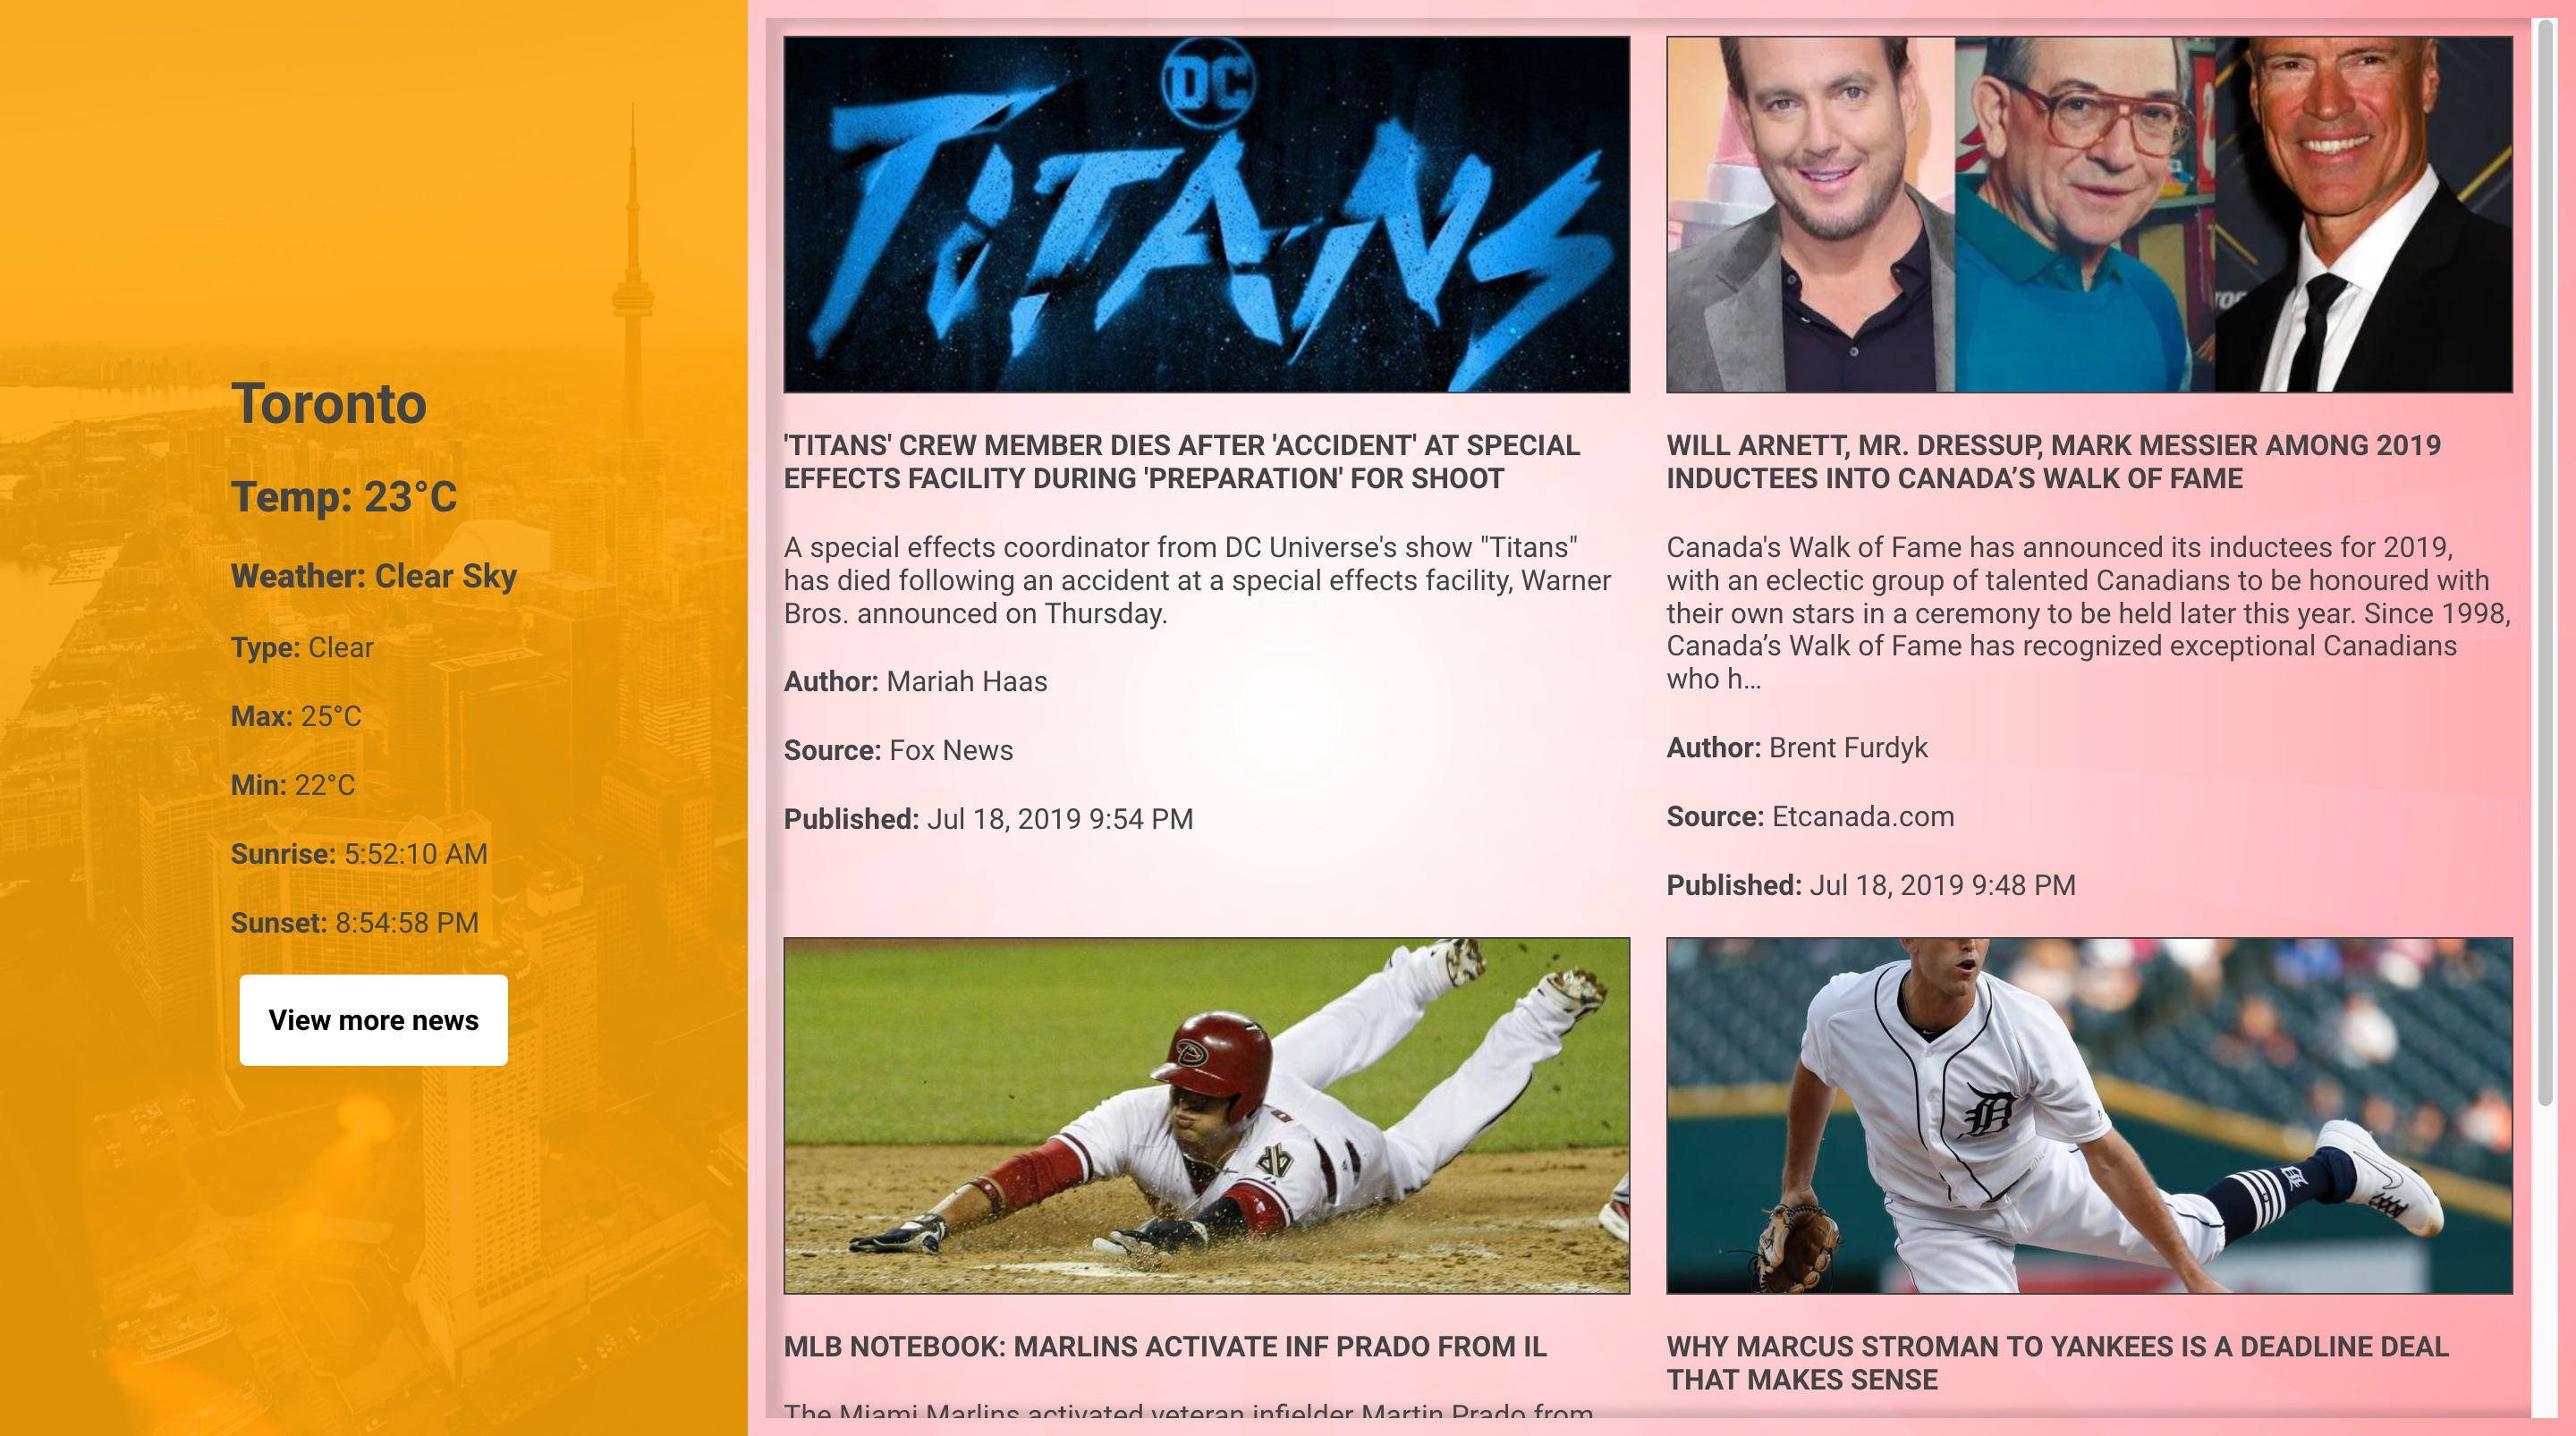 Toronto
Temp: 23°C
Weather: Clear Sky
Type: Clear
Max: 25°C
Min: 22°C
Sunrise: 5:52:10 AM
Sunset: 8:54:58 PM
View more news
DC
TITANS
'TITANS' CREW MEMBER DIES AFTER 'ACCIDENT' AT SPECIAL
EFFECTS FACILITY DURING 'PREPARATION' FOR SHOOT
A special effects coordinator from DC Universe's show "Titans"
has died following an accident at a special effects facility, Warner
Bros. announced on Thursday.
Author: Mariah Haas
Source: Fox News
Published: Jul 18, 2019 9:54 PM
WILL ARNETT, MR. DRESSUP, MARK MESSIER AMONG 2019
INDUCTEES INTO CANADA’S WALK OF FAME
Canada's Walk of Fame has announced its inductees for 2019,
with an eclectic group of talented Canadians to be honoured with
their own stars in a ceremony to be held later this year. Since 1998,
Canada’s Walk of Fame has recognized exceptional Canadians
who h…
Author: Brent Furdyk
Source: Etcanada.com
Published: Jul 18, 2019 9:48 PM
MLB NOTEBOOK: MARLINS ACTIVATE INF PRADO FROM IL
The Miami Marlins activated veteran infielder Martin Prado from
D
WHY MARCUS STROMAN TO YANKEES IS A DEADLINE DEAL
THAT MAKES SENSE